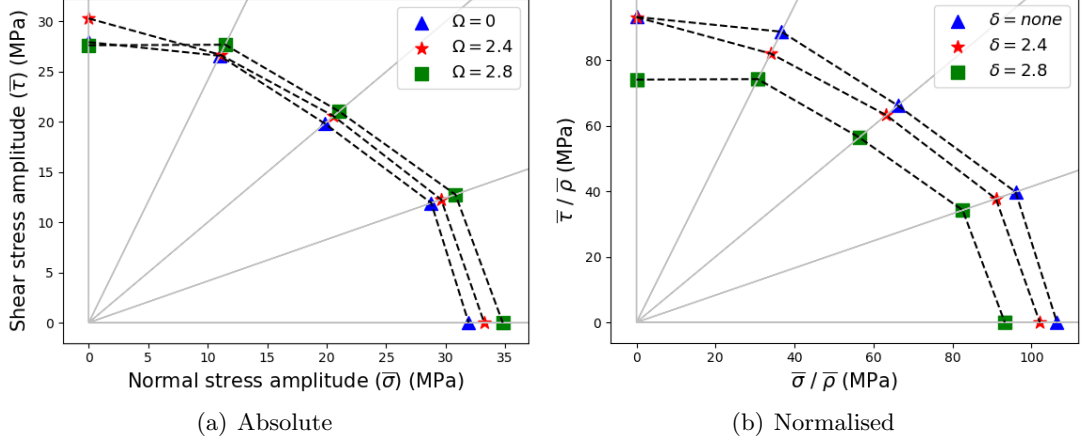 30
25
20
15
10
5
0
Shear stress amplitude (τ̅) (MPa)
0
5
10
15
20
25
30
35
Normal stress amplitude (σ̅) (MPa)
Ω = 0
Ω = 2.4
Ω = 2.8
(a) Absolute
80
60
40
20
0
τ̅ / ρ̅ (MPa)
0
20
40
60
80
100
σ̅ / ρ̅ (MPa)
δ = none
δ = 2.4
δ = 2.8
(b) Normalised